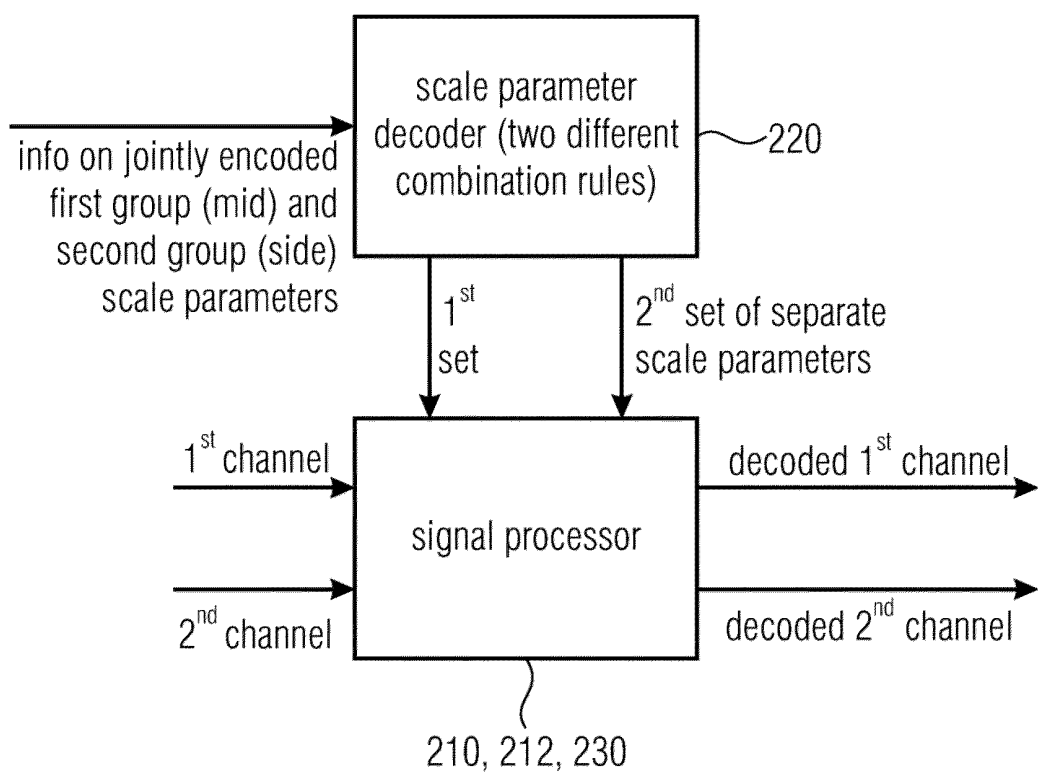 scale parameter
decoder (two different
combination rules)
220
info on jointly encoded
first group (mid) and
second group (side)
scale parameters
1st
set
2nd set of separate
scale parameters
1st channel
decoded 1st channel
signal processor
2nd channel
decoded 2nd channel
210, 212, 230